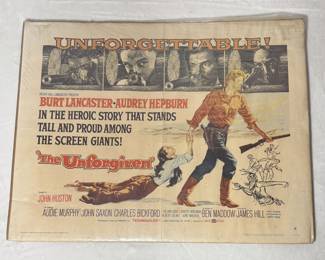 UNFORGETTABLE!
BURT LANCASTER · AUDREY HEPBURN
IN THE HEROIC STORY THAT STANDS
TALL AND PROUD AMONG
THE SCREEN GIANTS!
The Unforgiven
JOHN HUSTON
AUDIE MURPHY JOHN SAXON CHARLES BICKFORD
BEN MADDOW JAMES HILL